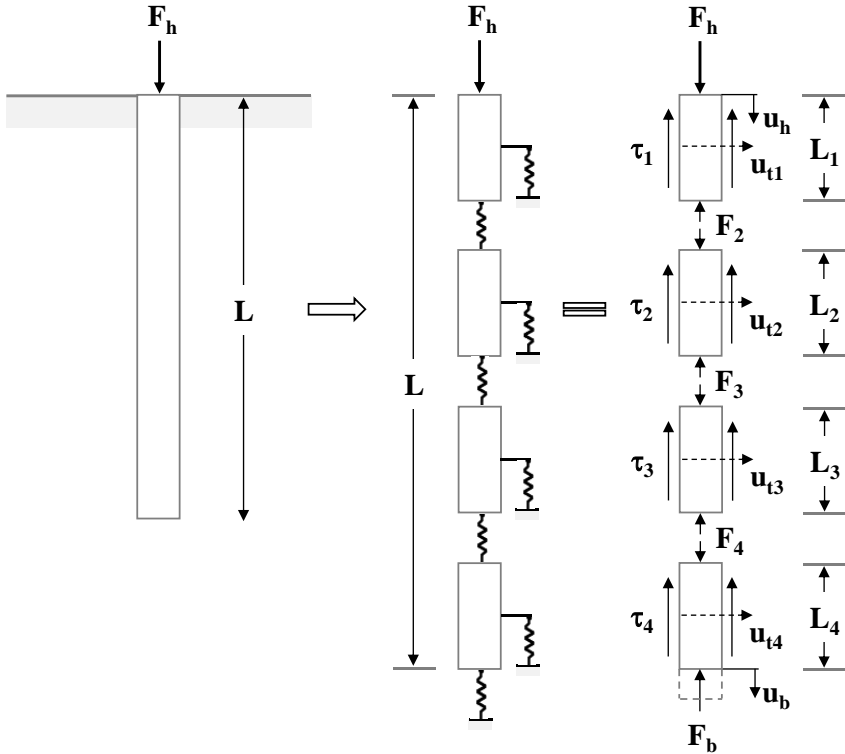 F_h
F_h
F_h
L
L
u_h
τ_1
u_t1
L_1
F_2
τ_2
u_t2
L_2
F_3
τ_3
u_t3
L_3
F_4
τ_4
u_t4
L_4
u_b
F_b